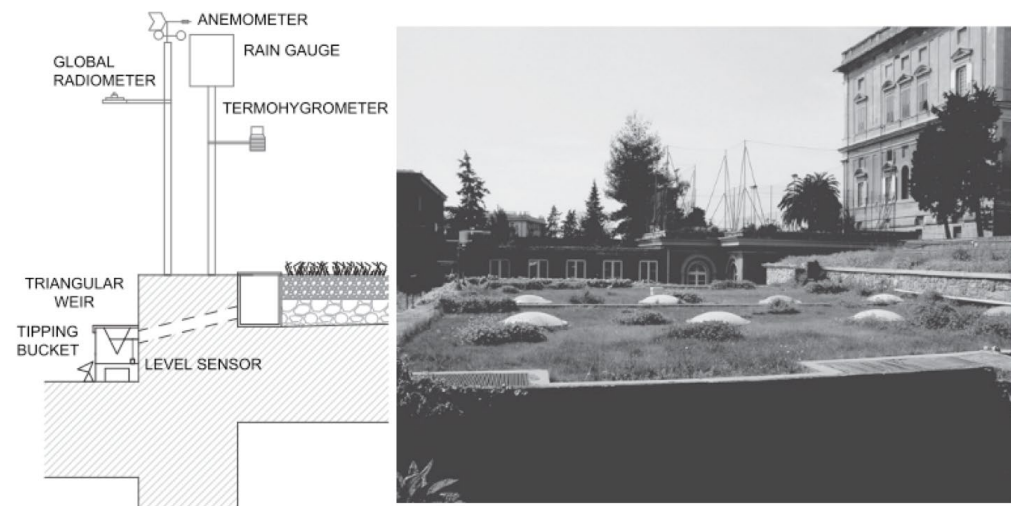 ANEMOMETER
RAIN GAUGE
GLOBAL
RADIOMETER
TERMOHYGROMETER
TRIANGULAR
WEIR
TIPPING
BUCKET
LEVEL SENSOR